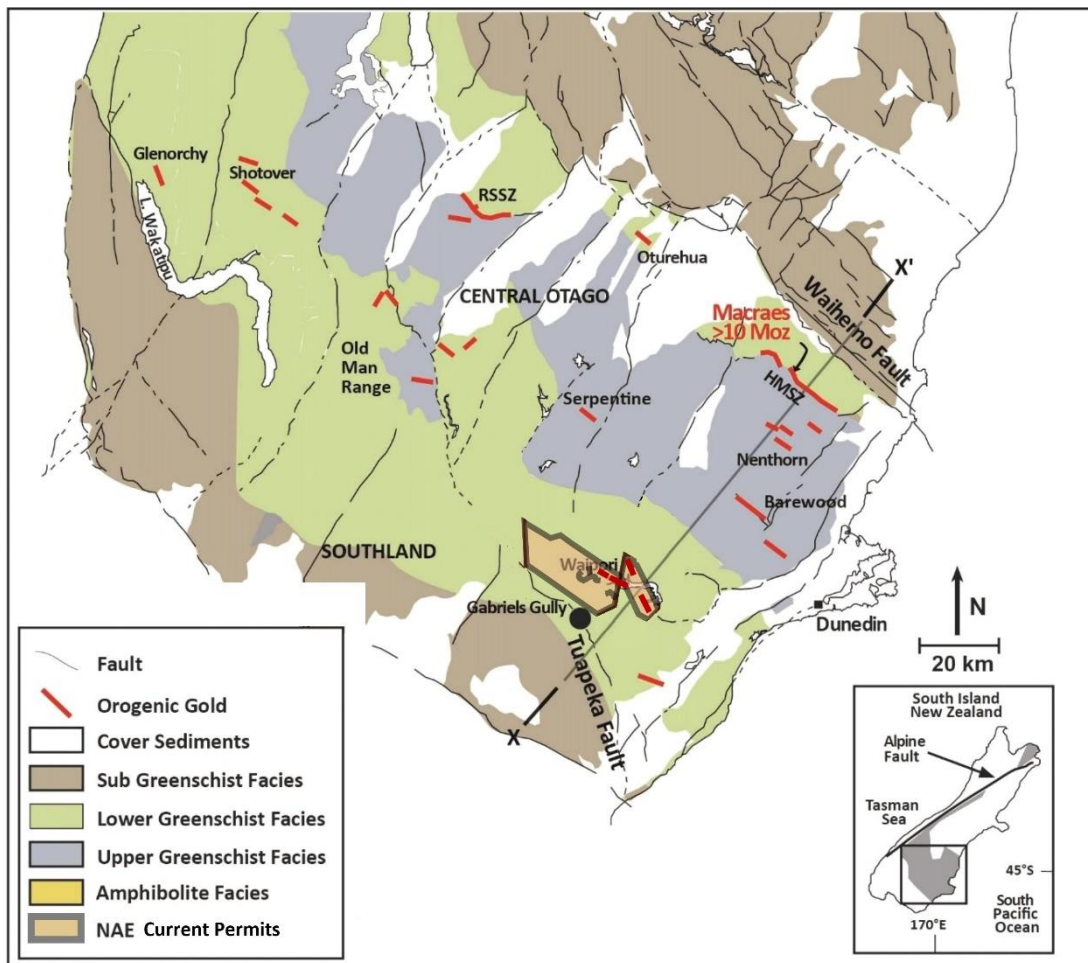 Glenorchy
Shotover
L. Wakatipu
RSSZ
Oturehua
CENTRAL OTAGO
X'
Waiherno Fault
Macraes
>10 Moz
HMSZ
Old
Man
Range
Serpentine
Nenthorn
Barewood
SOUTHLAND
Waipori
Gabriels Gully
Tuapeka Fault
Dunedin
X
N
20 km
Fault
Orogenic Gold
Cover Sediments
Sub Greenschist Facies
Lower Greenschist Facies
Upper Greenschist Facies
Amphibolite Facies
NAE Current Permits
South Island
New Zealand
Alpine
Fault
Tasman
Sea
45°S
South
Pacific
Ocean
170°E